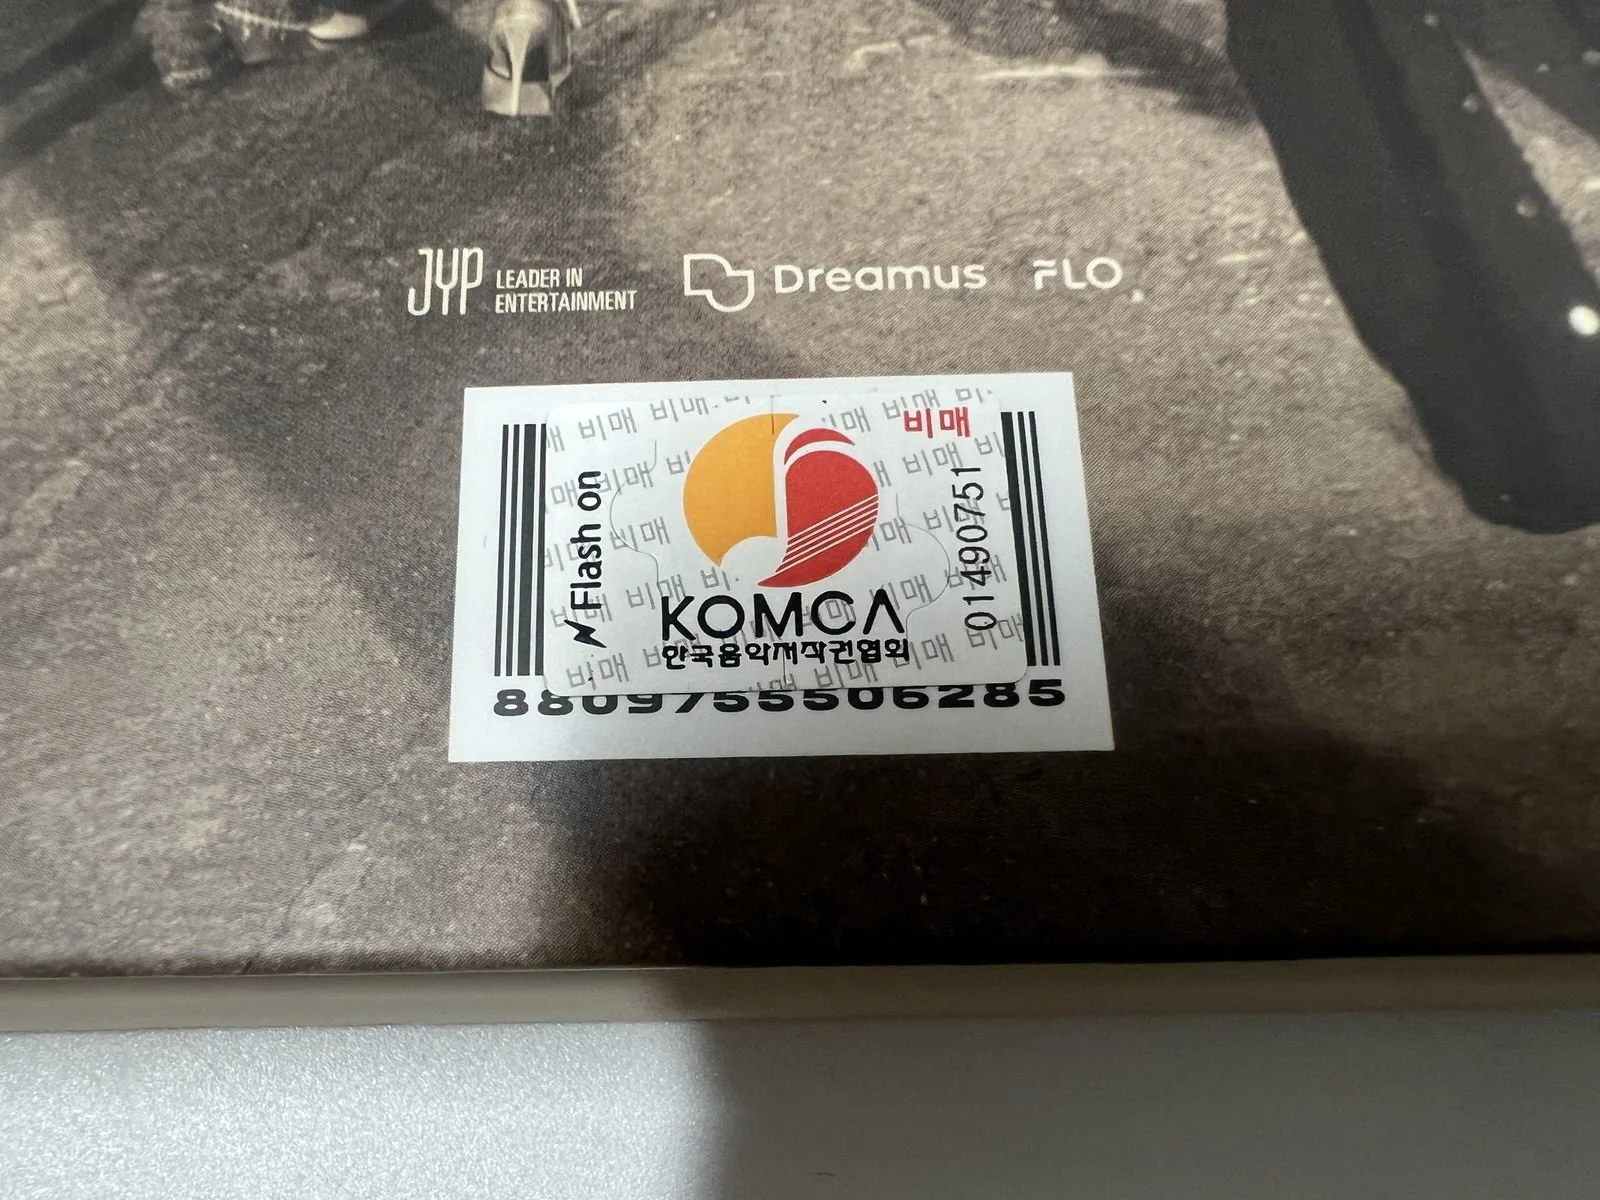 JYP LEADER IN
ENTERTAINMENT
Dreamus
FLO
비매
Flash on
01490751
KOMCA
한국음악저작권협회
8809755506285